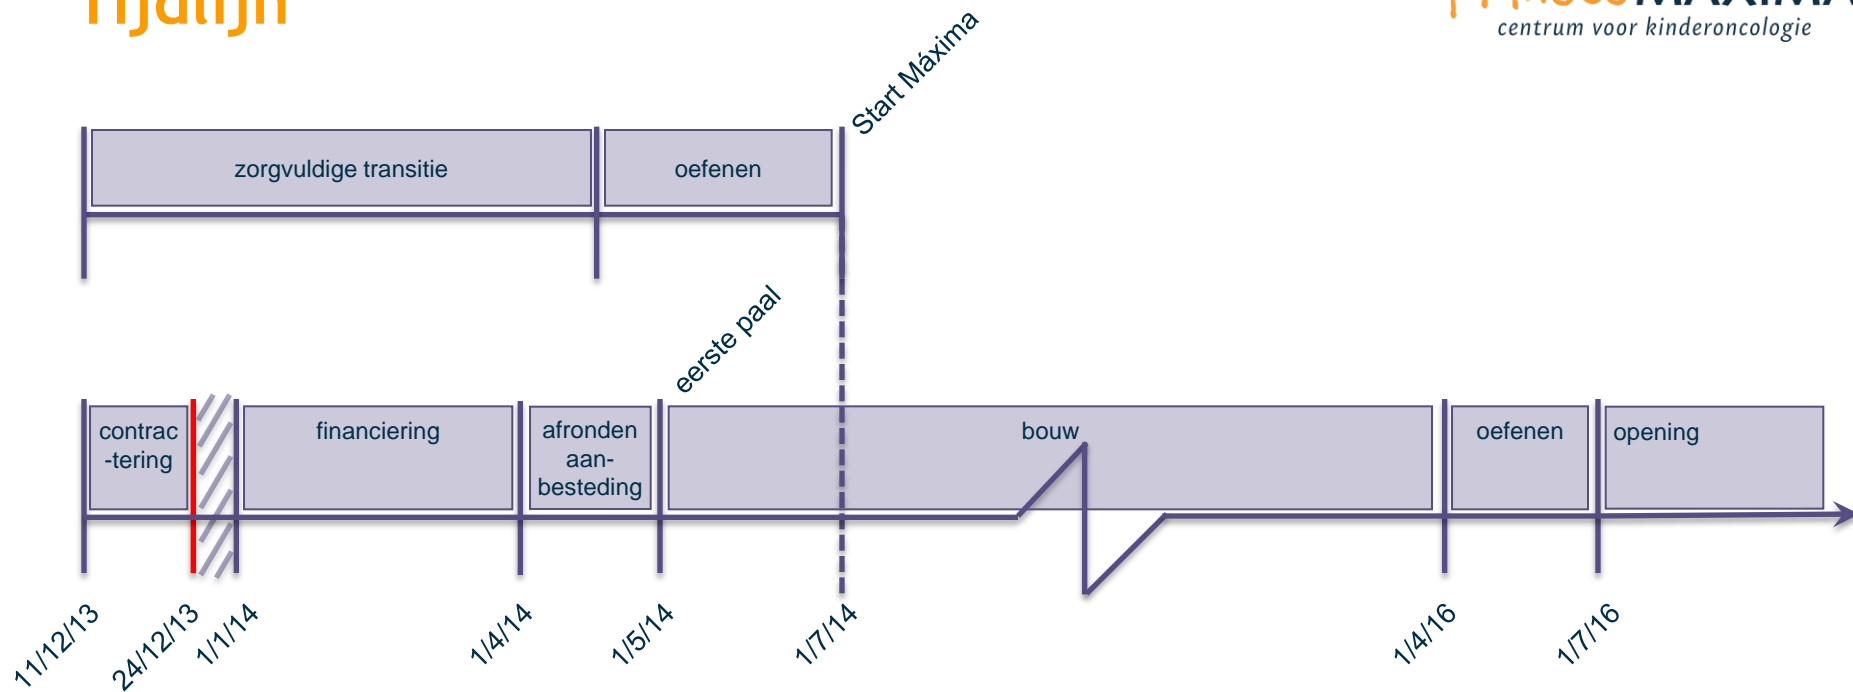 Tijdlijn
MÁXIMA
centrum voor kinderoncologie
Start Máxima
zorgvuldige transitie
oefenen
eerste paal
contrac
-tering
financiering
afronden
aan-
besteding
bouw
oefenen
opening
11/12/13
24/12/13
1/1/14
1/4/14
1/5/14
1/7/14
1/4/16
1/7/16